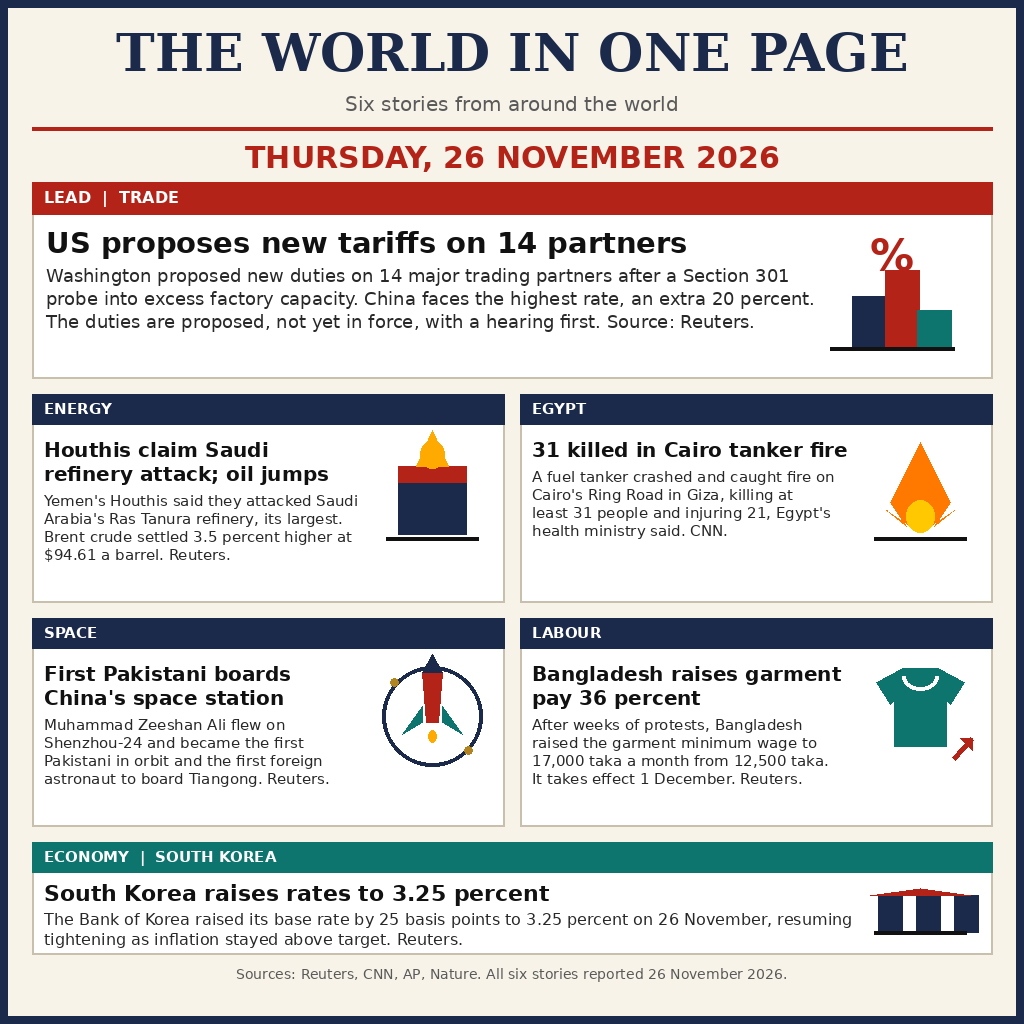 THE WORLD IN ONE PAGE
Six stories from around the world
THURSDAY, 26 NOVEMBER 2026
LEAD | TRADE
US proposes new tariffs on 14 partners
Washington proposed new duties on 14 major trading partners after a Section 301
probe into excess factory capacity. China faces the highest rate, an extra 20 percent.
The duties are proposed, not yet in force, with a hearing first. Source: Reuters.
%
ENERGY
Houthis claim Saudi
refinery attack; oil jumps
Yemen's Houthis said they attacked Saudi
Arabia's Ras Tanura refinery, its largest.
Brent crude settled 3.5 percent higher at
$94.61 a barrel. Reuters.
EGYPT
31 killed in Cairo tanker fire
A fuel tanker crashed and caught fire on
Cairo's Ring Road in Giza, killing at
least 31 people and injuring 21, Egypt's
health ministry said. CNN.
SPACE
First Pakistani boards
China's space station
Muhammad Zeeshan Ali flew on
Shenzhou-24 and became the first
Pakistani in orbit and the first foreign
astronaut to board Tiangong. Reuters.
LABOUR
Bangladesh raises garment
pay 36 percent
After weeks of protests, Bangladesh
raised the garment minimum wage to
17,000 taka a month from 12,500 taka.
It takes effect 1 December. Reuters.
ECONOMY | SOUTH KOREA
South Korea raises rates to 3.25 percent
The Bank of Korea raised its base rate by 25 basis points to 3.25 percent on 26 November, resuming
tightening as inflation stayed above target. Reuters.
Sources: Reuters, CNN, AP, Nature. All six stories reported 26 November 2026.